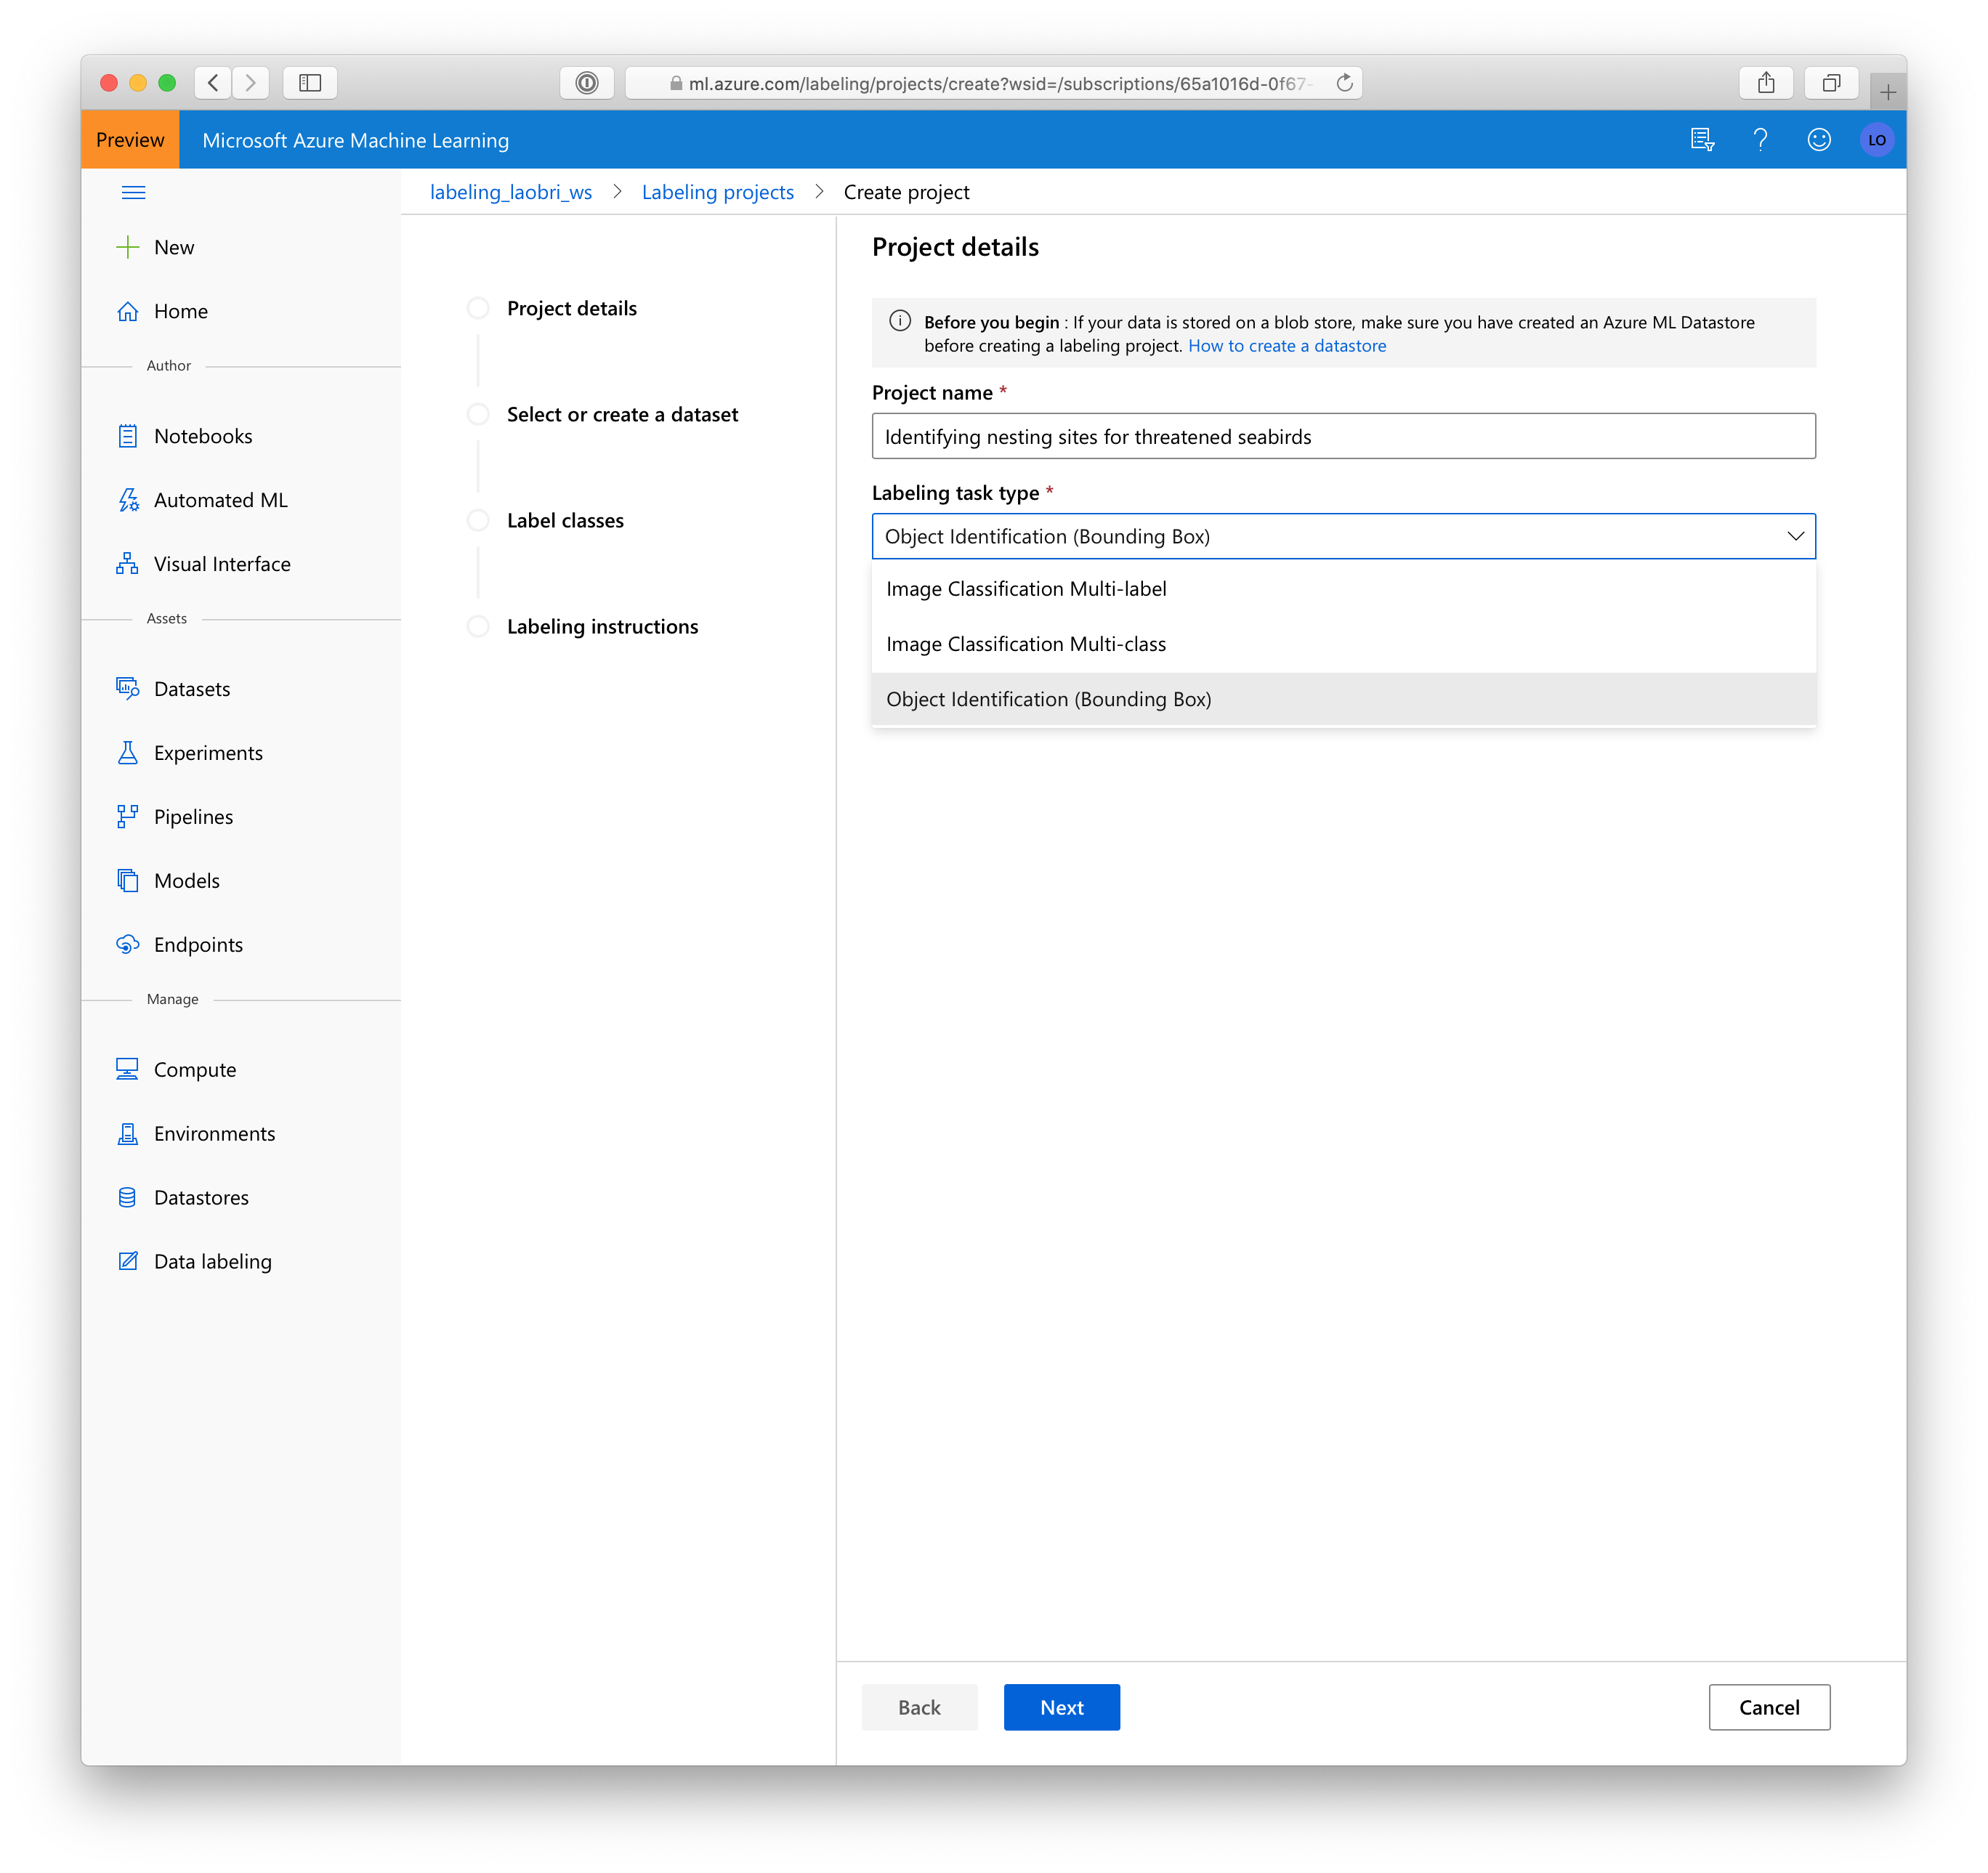 ml.azure.com/labeling/projects/create?wsid=/subscriptions/65a1016d-0f67-
Preview
Microsoft Azure Machine Learning
LO
labeling_laobri_ws > Labeling projects > Create project
New
Home
Author
Notebooks
Automated ML
Visual Interface
Assets
Datasets
Experiments
Pipelines
Models
Endpoints
Manage
Compute
Environments
Datastores
Data labeling
Project details
Select or create a dataset
Label classes
Labeling instructions
Project details
Before you begin : If your data is stored on a blob store, make sure you have created an Azure ML Datastore
before creating a labeling project. How to create a datastore
Project name *
Identifying nesting sites for threatened seabirds
Labeling task type *
Object Identification (Bounding Box)
Image Classification Multi-label
Image Classification Multi-class
Object Identification (Bounding Box)
Back
Next
Cancel